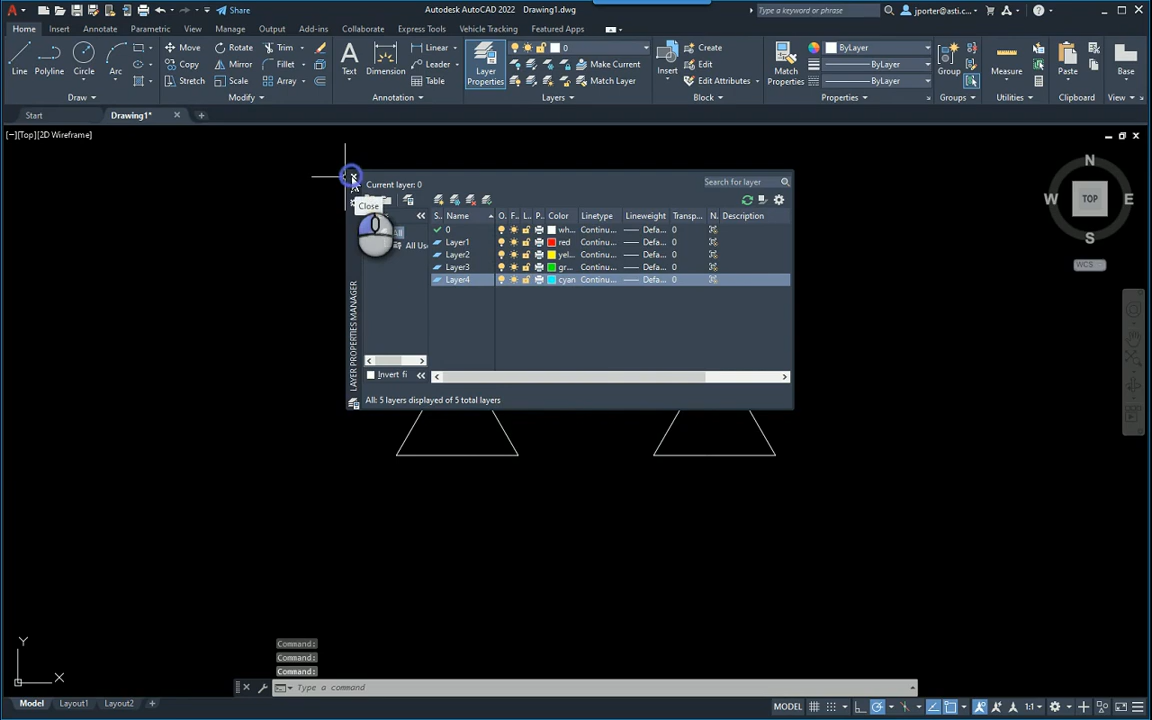 Share
Autodesk AutoCAD 2022 Drawing1.dwg
Type a keyword or phrase
jporter@asti.c...
Home Insert Annotate Parametric View Manage Output Add-ins Collaborate Express Tools Vehicle Tracking Featured Apps
Line Polyline Circle Arc
Move Rotate Trim
Copy Mirror Fillet
Stretch Scale Array
Text Dimension
Linear
Leader
Table
Layer Properties
0
Make Current
Match Layer
Insert
Create
Edit
Edit Attributes
Match Properties
ByLayer
ByLayer
ByLayer
Group Measure Paste Base
Draw Modify Annotation Layers Block Properties Groups Utilities Clipboard View
Start Drawing1*
[−][Top][2D Wireframe]
N
W TOP E
S
WCS
Current layer: 0
Search for layer
Close
S.. Name O. F.. L... P.. Color Linetype Lineweight Transp... N. Description
All
All Us
0 wh... Continu... Defa... 0
Layer1 red Continu... Defa... 0
Layer2 yel... Continu... Defa... 0
Layer3 gr... Continu... Defa... 0
Layer4 cyan Continu... Defa... 0
LAYER PROPERTIES MANAGER
Invert fi
All: 5 layers displayed of 5 total layers
Y
X
Command:
Command:
Command:
Type a command
Model Layout1 Layout2
MODEL
1:1